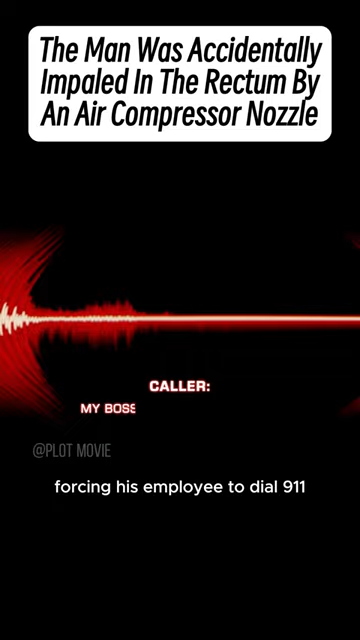 The Man Was Accidentally
Impaled In The Rectum By
An Air Compressor Nozzle
CALLER:
MY BOSS
@PLOT MOVIE
forcing his employee to dial 911